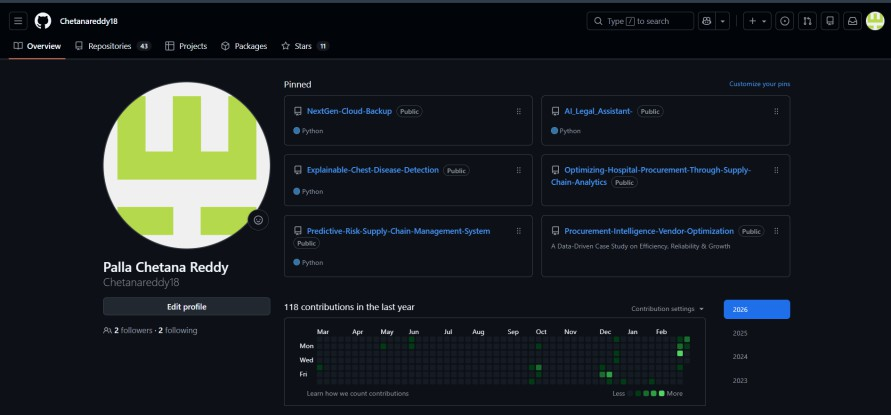 Chetanareddy18
Type / to search
Overview
Repositories 43
Projects
Packages
Stars 11
Palla Chetana Reddy
Chetanareddy18
Edit profile
2 followers · 2 following
Pinned
Customize your pins
NextGen-Cloud-Backup Public
Python
AI_Legal_Assistant- Public
Python
Explainable-Chest-Disease-Detection Public
Python
Optimizing-Hospital-Procurement-Through-Supply-
Chain-Analytics Public
Predictive-Risk-Supply-Chain-Management-System
Public
Python
Procurement-Intelligence-Vendor-Optimization Public
A Data-Driven Case Study on Efficiency, Reliability & Growth
118 contributions in the last year
Contribution settings
Mar Apr May Jun Jul Aug Sep Oct Nov Dec Jan Feb
Mon
Wed
Fri
Learn how we count contributions
Less More
2026
2025
2024
2023